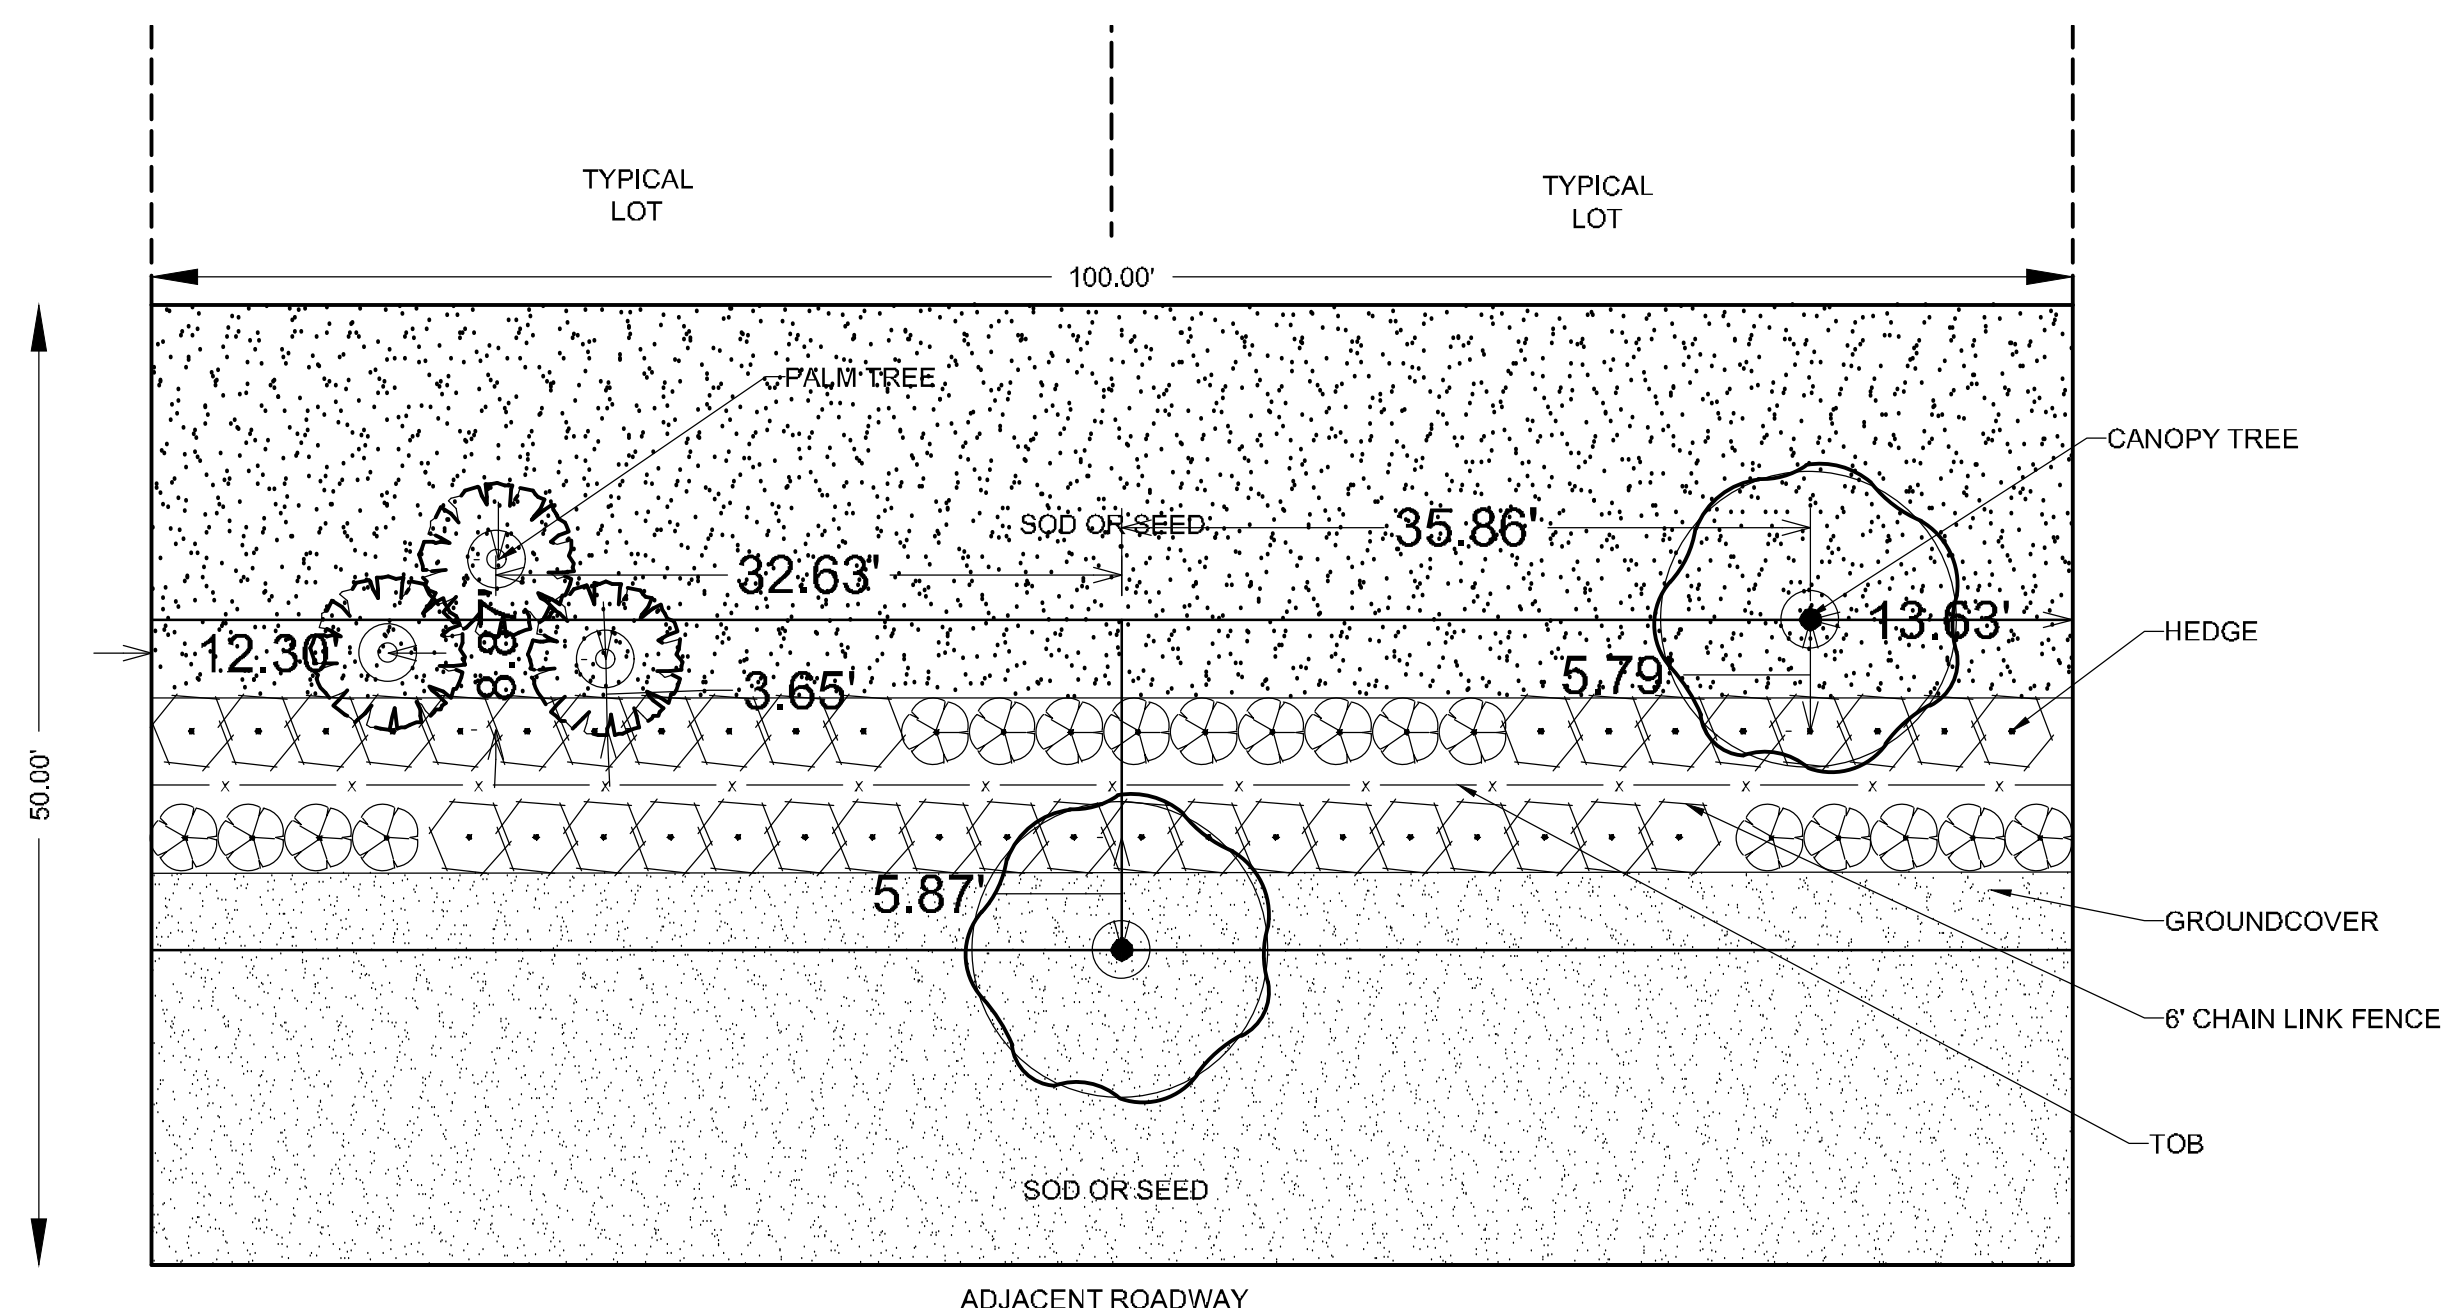 TYPICAL
LOT
TYPICAL
LOT
100.00'
PALM TREE
CANOPY TREE
SOD OR SEED
35.86'
32.63'
13.63'
HEDGE
12.30'
5.79'
3.65'
50.00'
5.87'
GROUNDCOVER
6' CHAIN LINK FENCE
TOB
SOD OR SEED
ADJACENT ROADWAY